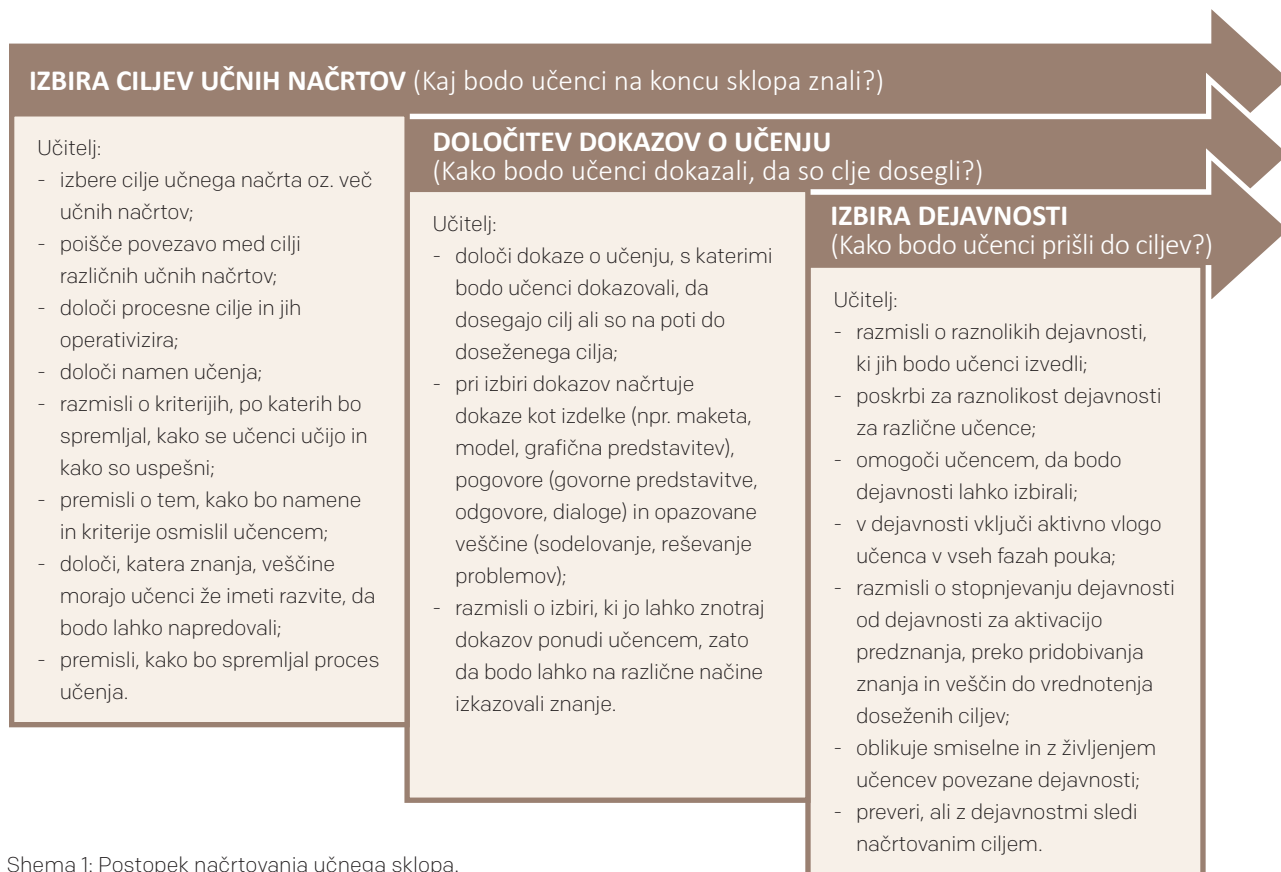 IZBIRA CILJEV UČNIH NAČRTOV (Kaj bodo učenci na koncu sklopa znali?)
Učitelj:
- izbere cilje učnega načrta oz. več
učnih načrtov;
- poišče povezavo med cilji
različnih učnih načrtov;
- določi procesne cilje in jih
operativizira;
- določi namen učenja;
- razmisli o kriterijih, po katerih bo
spremljal, kako se učenci učijo in
kako so uspešni;
- premisli o tem, kako bo namene
in kriterije osmislil učencem;
- določi, katera znanja, veščine
morajo učenci že imeti razvite, da
bodo lahko napredovali;
- premisli, kako bo spremljal proces
učenja.
DOLOČITEV DOKAZOV O UČENJU
(Kako bodo učenci dokazali, da so clje dosegli?)
Učitelj:
- določi dokaze o učenju, s katerimi
bodo učenci dokazovali, da
dosegajo cilj ali so na poti do
doseženega cilja;
- pri izbiri dokazov načrtuje
dokaze kot izdelke (npr. maketa,
model, grafična predstavitev),
pogovore (govorne predstavitve,
odgovore, dialoge) in opazovane
veščine (sodelovanje, reševanje
problemov);
- razmisli o izbiri, ki jo lahko znotraj
dokazov ponudi učencem, zato
da bodo lahko na različne načine
izkazovali znanje.
IZBIRA DEJAVNOSTI
(Kako bodo učenci prišli do ciljev?)
Učitelj:
- razmisli o raznolikih dejavnosti,
ki jih bodo učenci izvedli;
- poskrbi za raznolikost dejavnosti
za različne učence;
- omogoči učencem, da bodo
dejavnosti lahko izbirali;
- v dejavnosti vključi aktivno vlogo
učenca v vseh fazah pouka;
- razmisli o stopnjevanju dejavnosti
od dejavnosti za aktivacijo
predznanja, preko pridobivanja
znanja in veščin do vrednotenja
doseženih ciljev;
- oblikuje smiselne in z življenjem
učencev povezane dejavnosti;
- preveri, ali z dejavnostmi sledi
načrtovanim ciljem.
Shema 1: Postopek načrtovanja učnega sklopa.